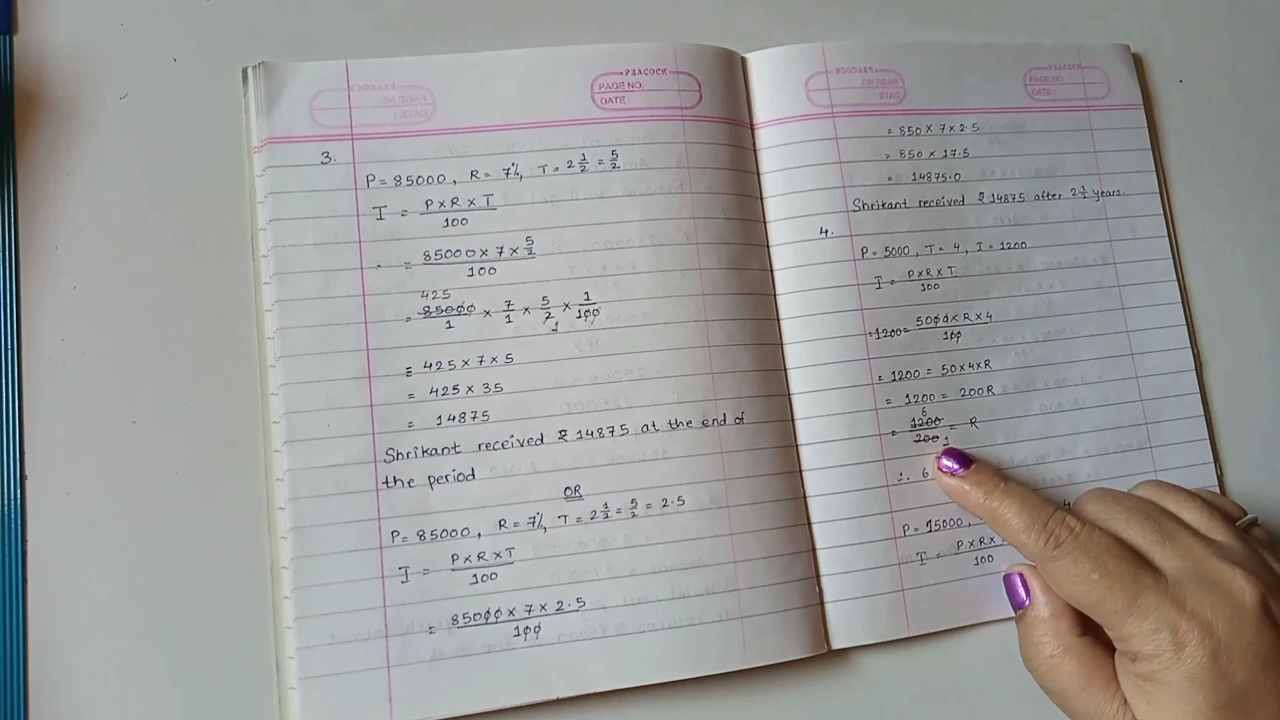 PEACOCK
PAGE NO.
DATE :
3.
P = 85000 , R = 7%, T = 2 1/2 = 5/2
I = P × R × T / 100
∴ = 85000 × 7 × 5/2 / 100
425
= 85000/1 × 7/1 × 5/2 1 × 1/100
= 425 × 7 × 5
= 425 × 35
= 14875
Shrikant received ₹ 14875 at the end of
the period
OR
P = 85000 , R = 7%, T = 2 1/2 = 5/2 = 2.5
I = P × R × T / 100
= 85000 × 7 × 2.5 / 100
= 850 × 7 × 2.5
= 850 × 17.5
= 14875.0
Shrikant received ₹ 14875 after 2 1/2 years.
4.
P = 5000 , T = 4 , I = 1200
I = P × R × T / 100
= 1200 = 5000 × R × 4 / 100
= 1200 = 50 × 4 × R
= 1200 = 200R
6
= 1200 / 200 1 = R
∴ 6
P = 15000,
4
I = P × R × / 100